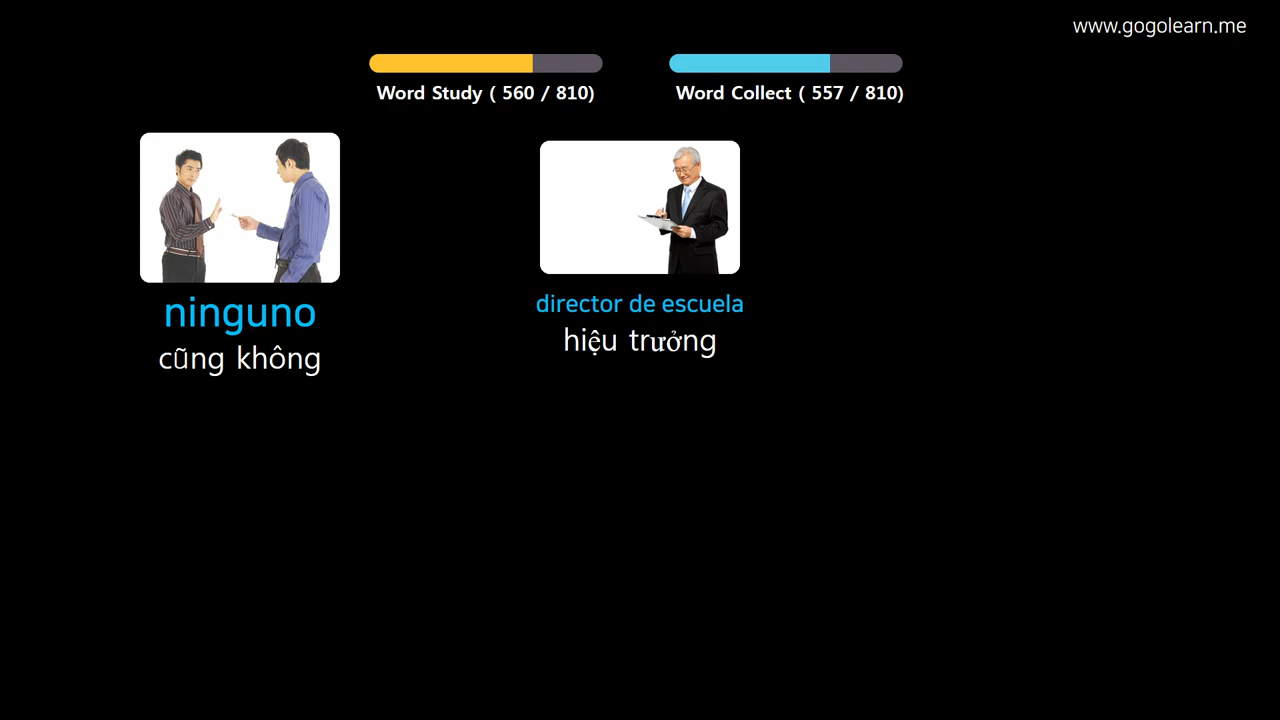 www.gogolearn.me
Word Study ( 560 / 810)
Word Collect ( 557 / 810)
ninguno
cũng không
director de escuela
hiệu trưởng